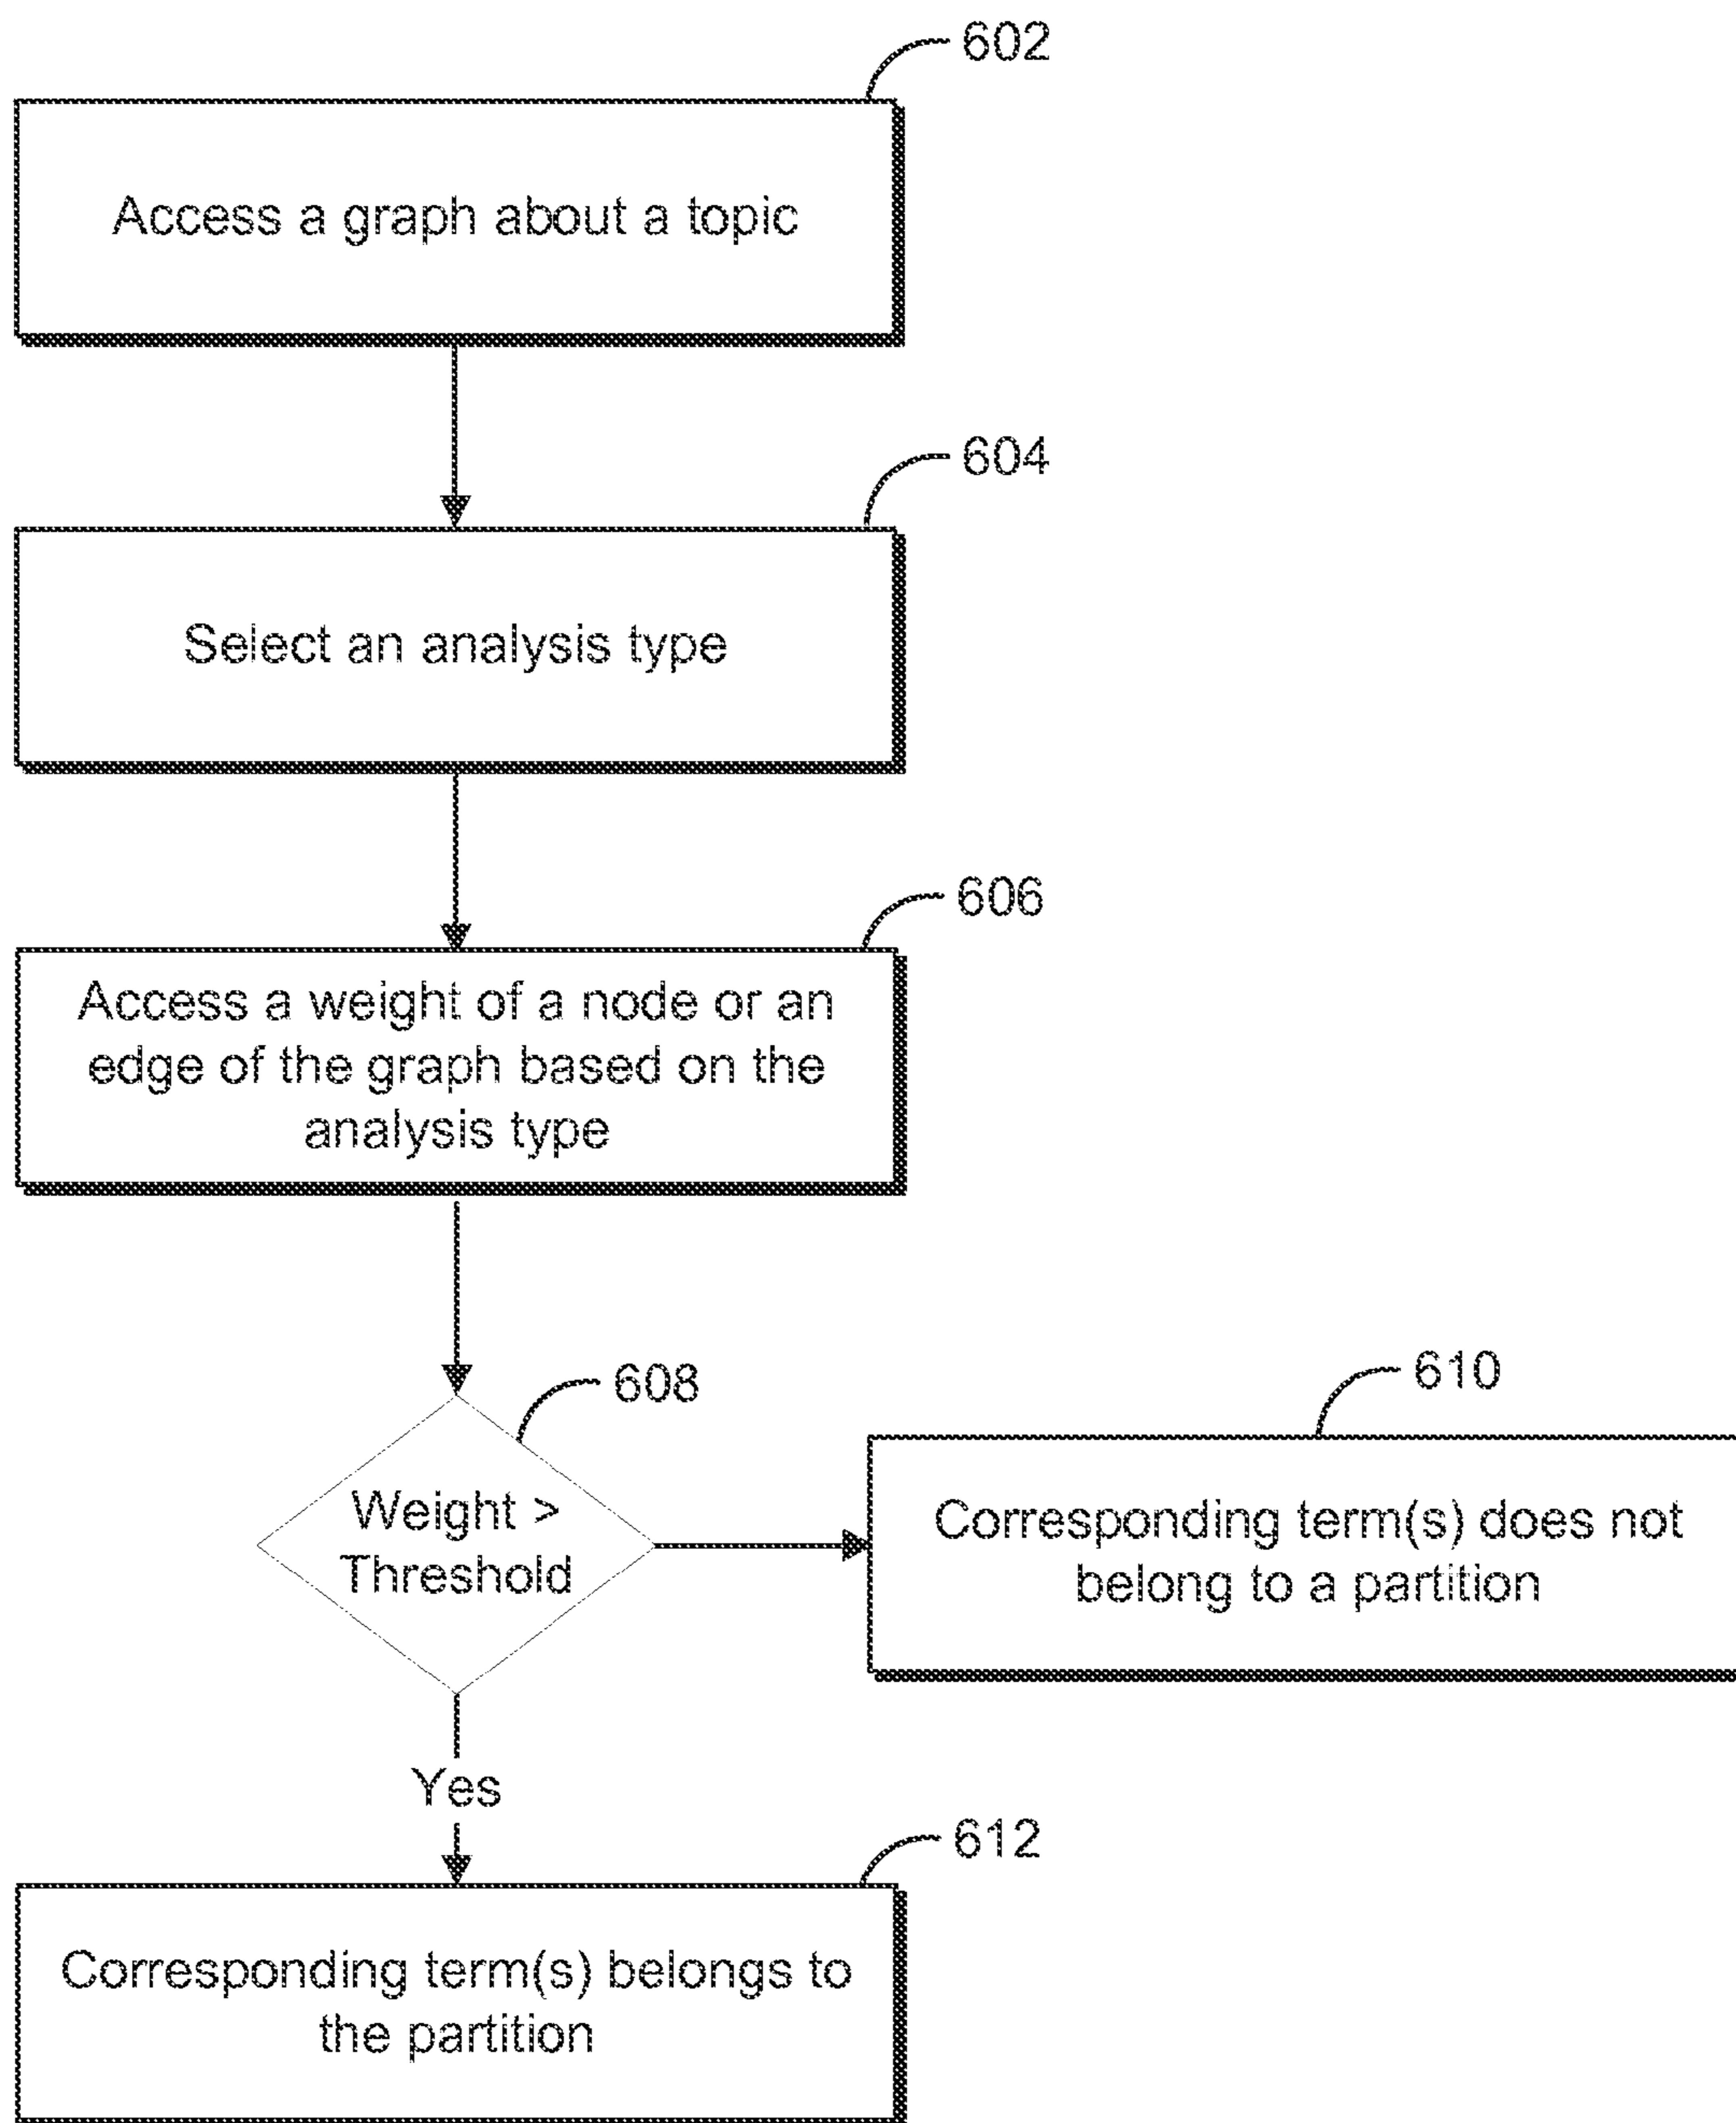 602
Access a graph about a topic
604
Select an analysis type
606
Access a weight of a node or an
edge of the graph based on the
analysis type
608
Weight >
Threshold
610
Corresponding term(s) does not
belong to a partition
Yes
612
Corresponding term(s) belongs to
the partition